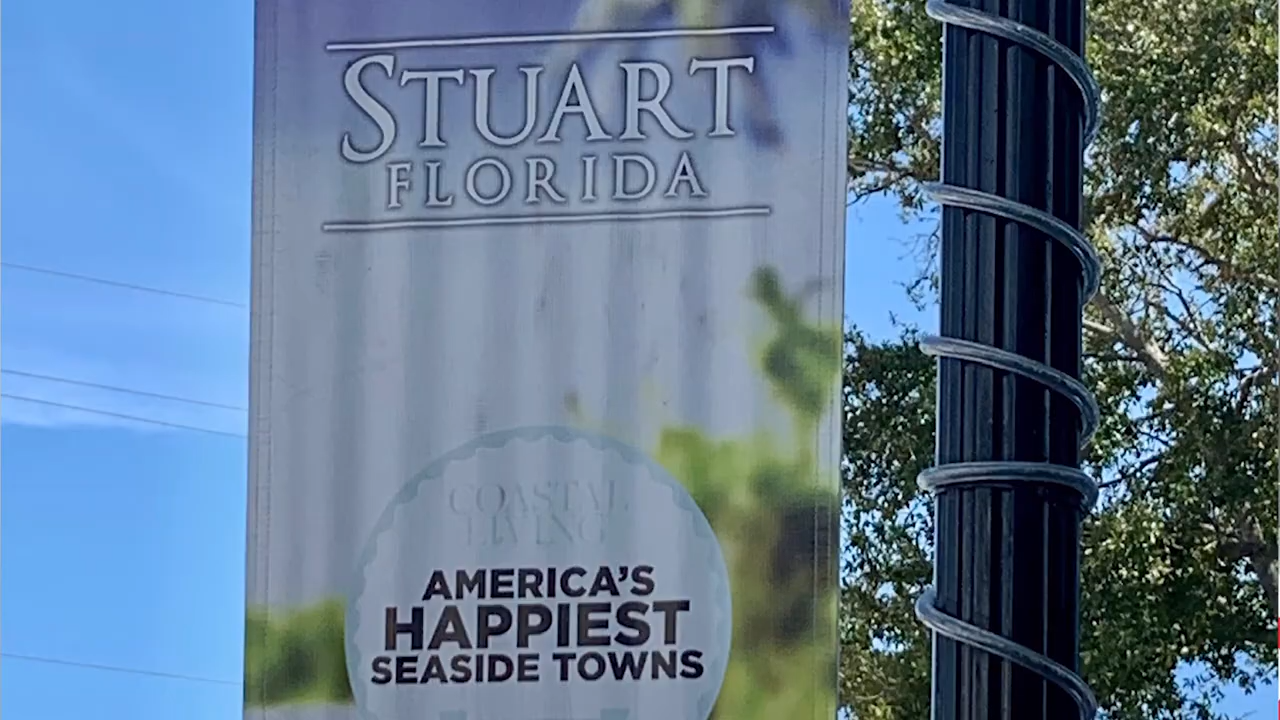 STUART
FLORIDA
COASTAL
LIVING
AMERICA'S
HAPPIEST
SEASIDE TOWNS